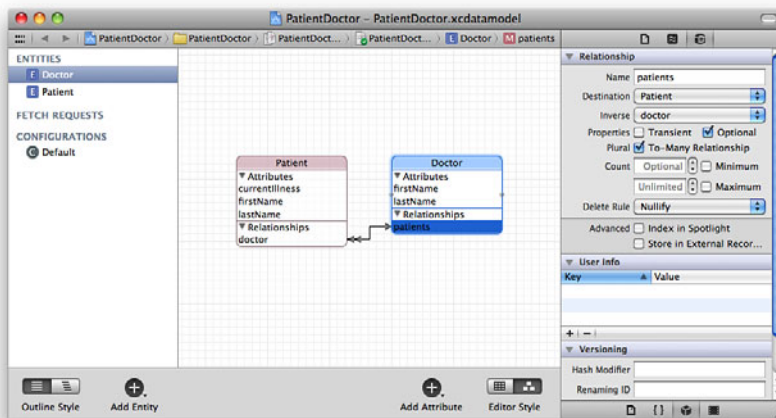 PatientDoctor – PatientDoctor.xcdatamodel
PatientDoctor PatientDoctor PatientDoct... PatientDoct... E Doctor M patients
ENTITIES
E Doctor
E Patient
FETCH REQUESTS
CONFIGURATIONS
C Default
Patient
Attributes
currentIllness
firstName
lastName
Relationships
doctor
Doctor
Attributes
firstName
lastName
Relationships
patients
Relationship
Name patients
Destination Patient
Inverse doctor
Properties Transient Optional
Plural To-Many Relationship
Count Optional Minimum
Unlimited Maximum
Delete Rule Nullify
Advanced Index in Spotlight
Store in External Recor...
User Info
Key Value
+ −
Versioning
Hash Modifier
Renaming ID
Outline Style Add Entity Add Attribute Editor Style